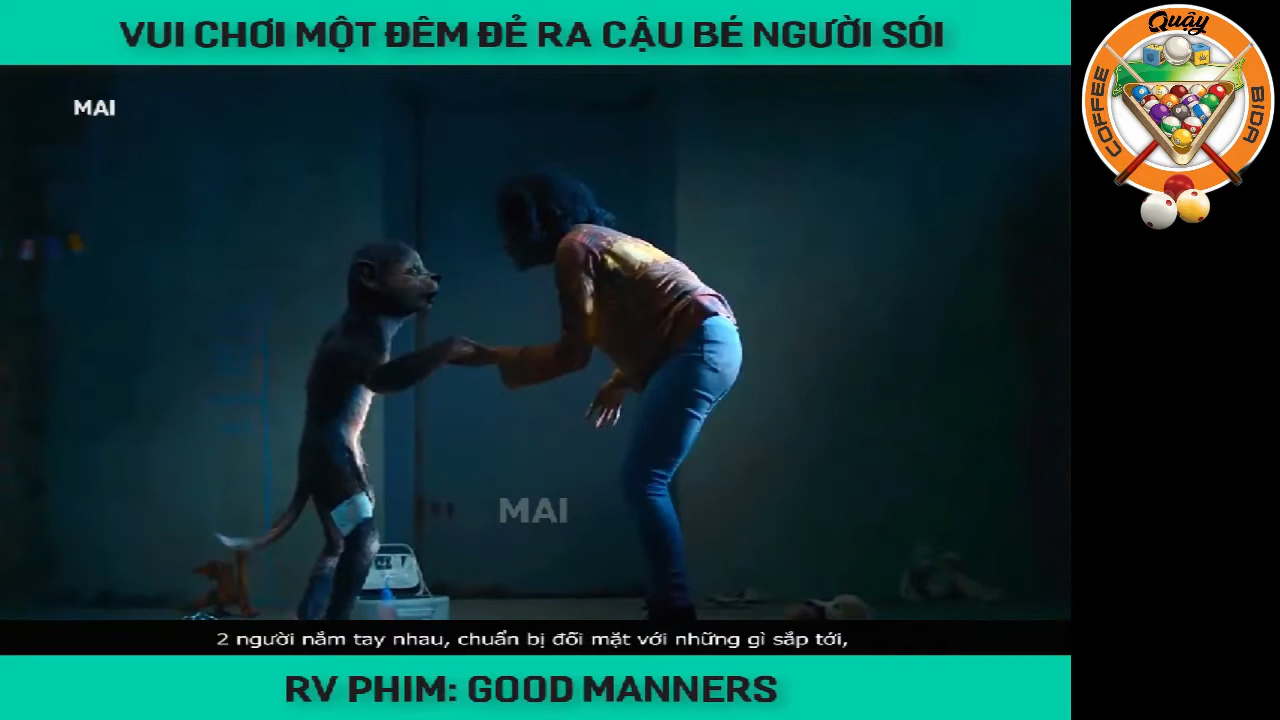 VUI CHƠI MỘT ĐÊM ĐẺ RA CẬU BÉ NGƯỜI SÓI
Quậy
COFFEE
BIDA
MAI
MAI
2 người nắm tay nhau, chuẩn bị đối mặt với những gì sắp tới,
RV PHIM: GOOD MANNERS